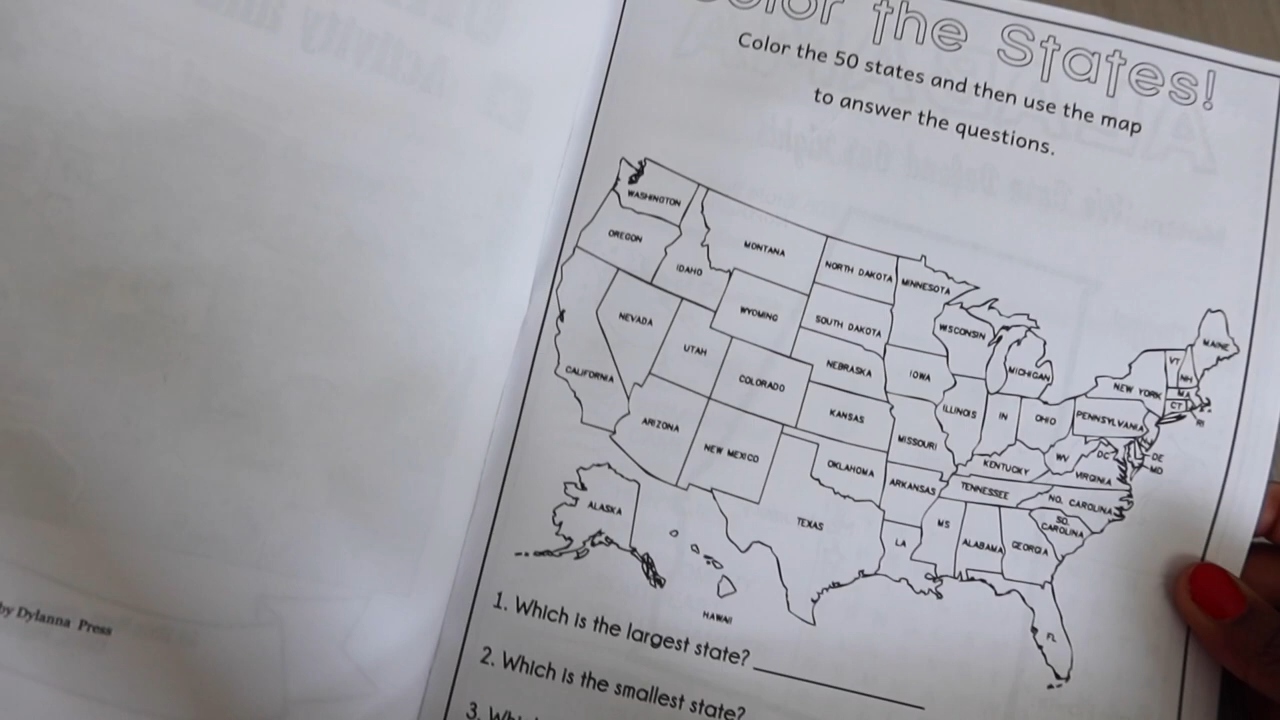 the States!
Color the 50 states and then use the map
to answer the questions.
WASHINGTON
OREGON
IDAHO
MONTANA
NORTH DAKOTA
MINNESOTA
WYOMING
SOUTH DAKOTA
WISCONSIN
MICHIGAN
MAINE
VT
NH
NEW YORK
MA
CT
RI
NEVADA
UTAH
COLORADO
NEBRASKA
IOWA
CALIFORNIA
KANSAS
MISSOURI
ILLINOIS
IN
OHIO
PENNSYLVANIA
DE
MD
DC
WV
VIRGINIA
KENTUCKY
ARIZONA
NEW MEXICO
OKLAHOMA
ARKANSAS
TENNESSEE
NO. CAROLINA
SO.
CAROLINA
ALASKA
TEXAS
LA
MS
ALABAMA
GEORGIA
HAWAII
FL
1. Which is the largest state?
2. Which is the smallest state?
3.
by Dylanna Press